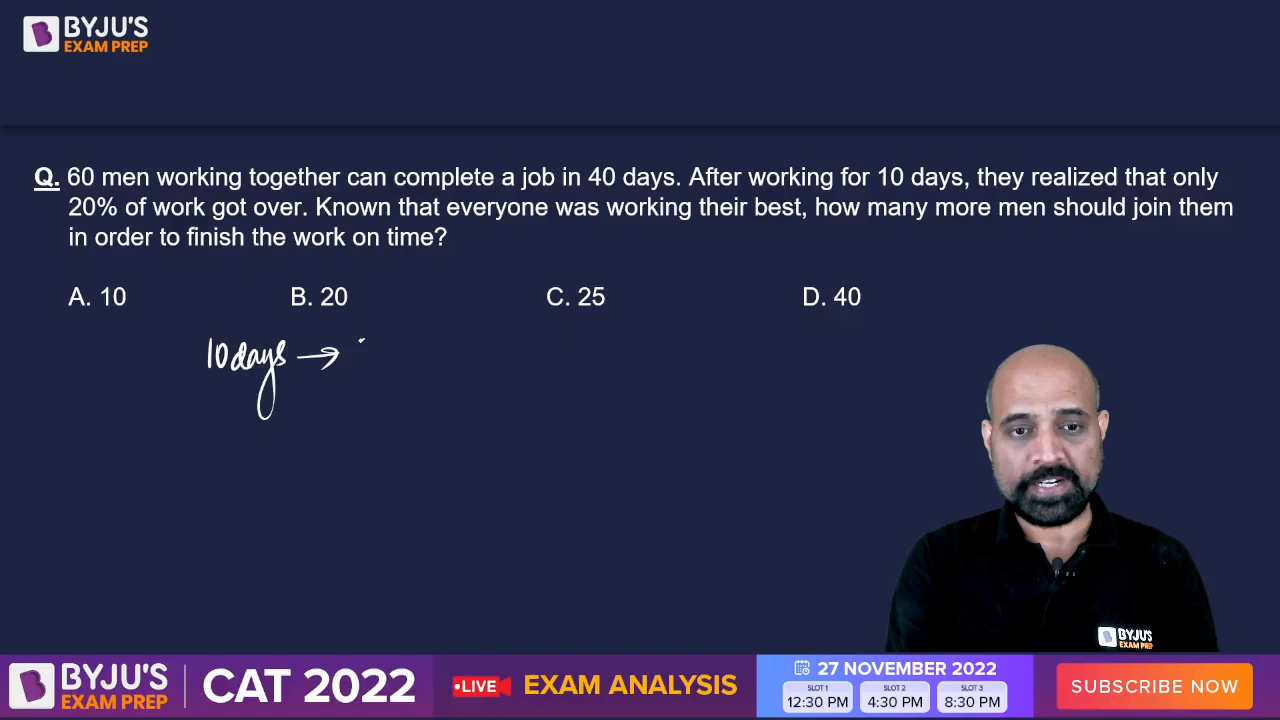 BYJU'S
EXAM PREP
Q. 60 men working together can complete a job in 40 days. After working for 10 days, they realized that only
20% of work got over. Known that everyone was working their best, how many more men should join them
in order to finish the work on time?
A. 10 B. 20 C. 25 D. 40
10 days →
BYJU'S
EXAM PREP
BYJU'S
EXAM PREP
CAT 2022
LIVE EXAM ANALYSIS
27 NOVEMBER 2022
SLOT 1 SLOT 2 SLOT 3
12:30 PM 4:30 PM 8:30 PM
SUBSCRIBE NOW